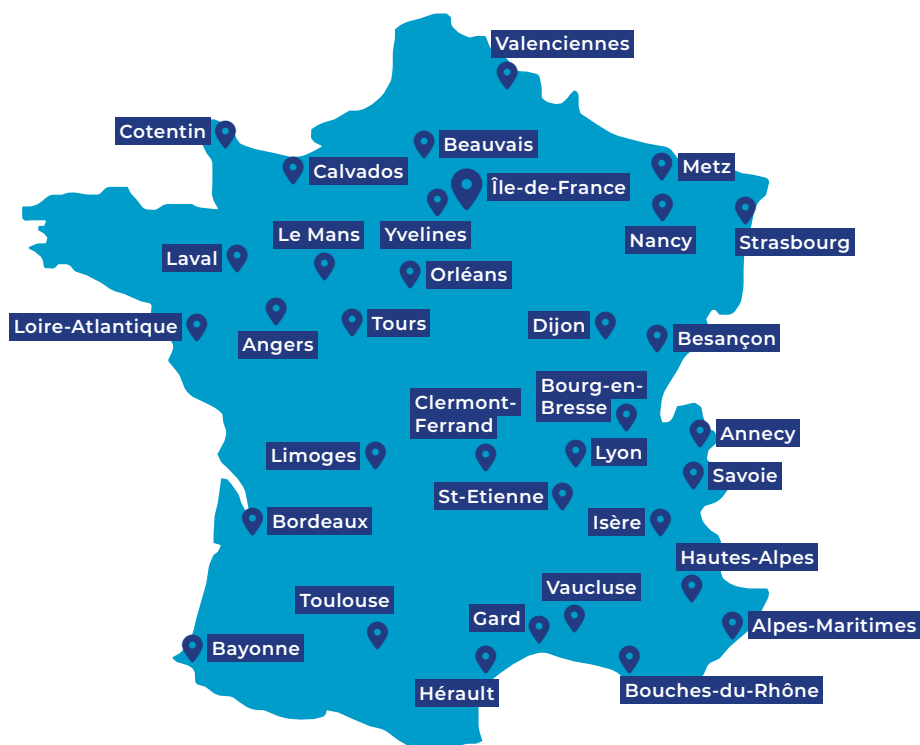 Valenciennes
Cotentin
Beauvais
Calvados
Metz
Île-de-France
Le Mans
Yvelines
Nancy
Strasbourg
Laval
Orléans
Loire-Atlantique
Angers
Tours
Dijon
Besançon
Bourg-en-
Bresse
Clermont-
Ferrand
Annecy
Limoges
Lyon
Savoie
St-Etienne
Bordeaux
Isère
Hautes-Alpes
Vaucluse
Toulouse
Gard
Alpes-Maritimes
Bayonne
Hérault
Bouches-du-Rhône